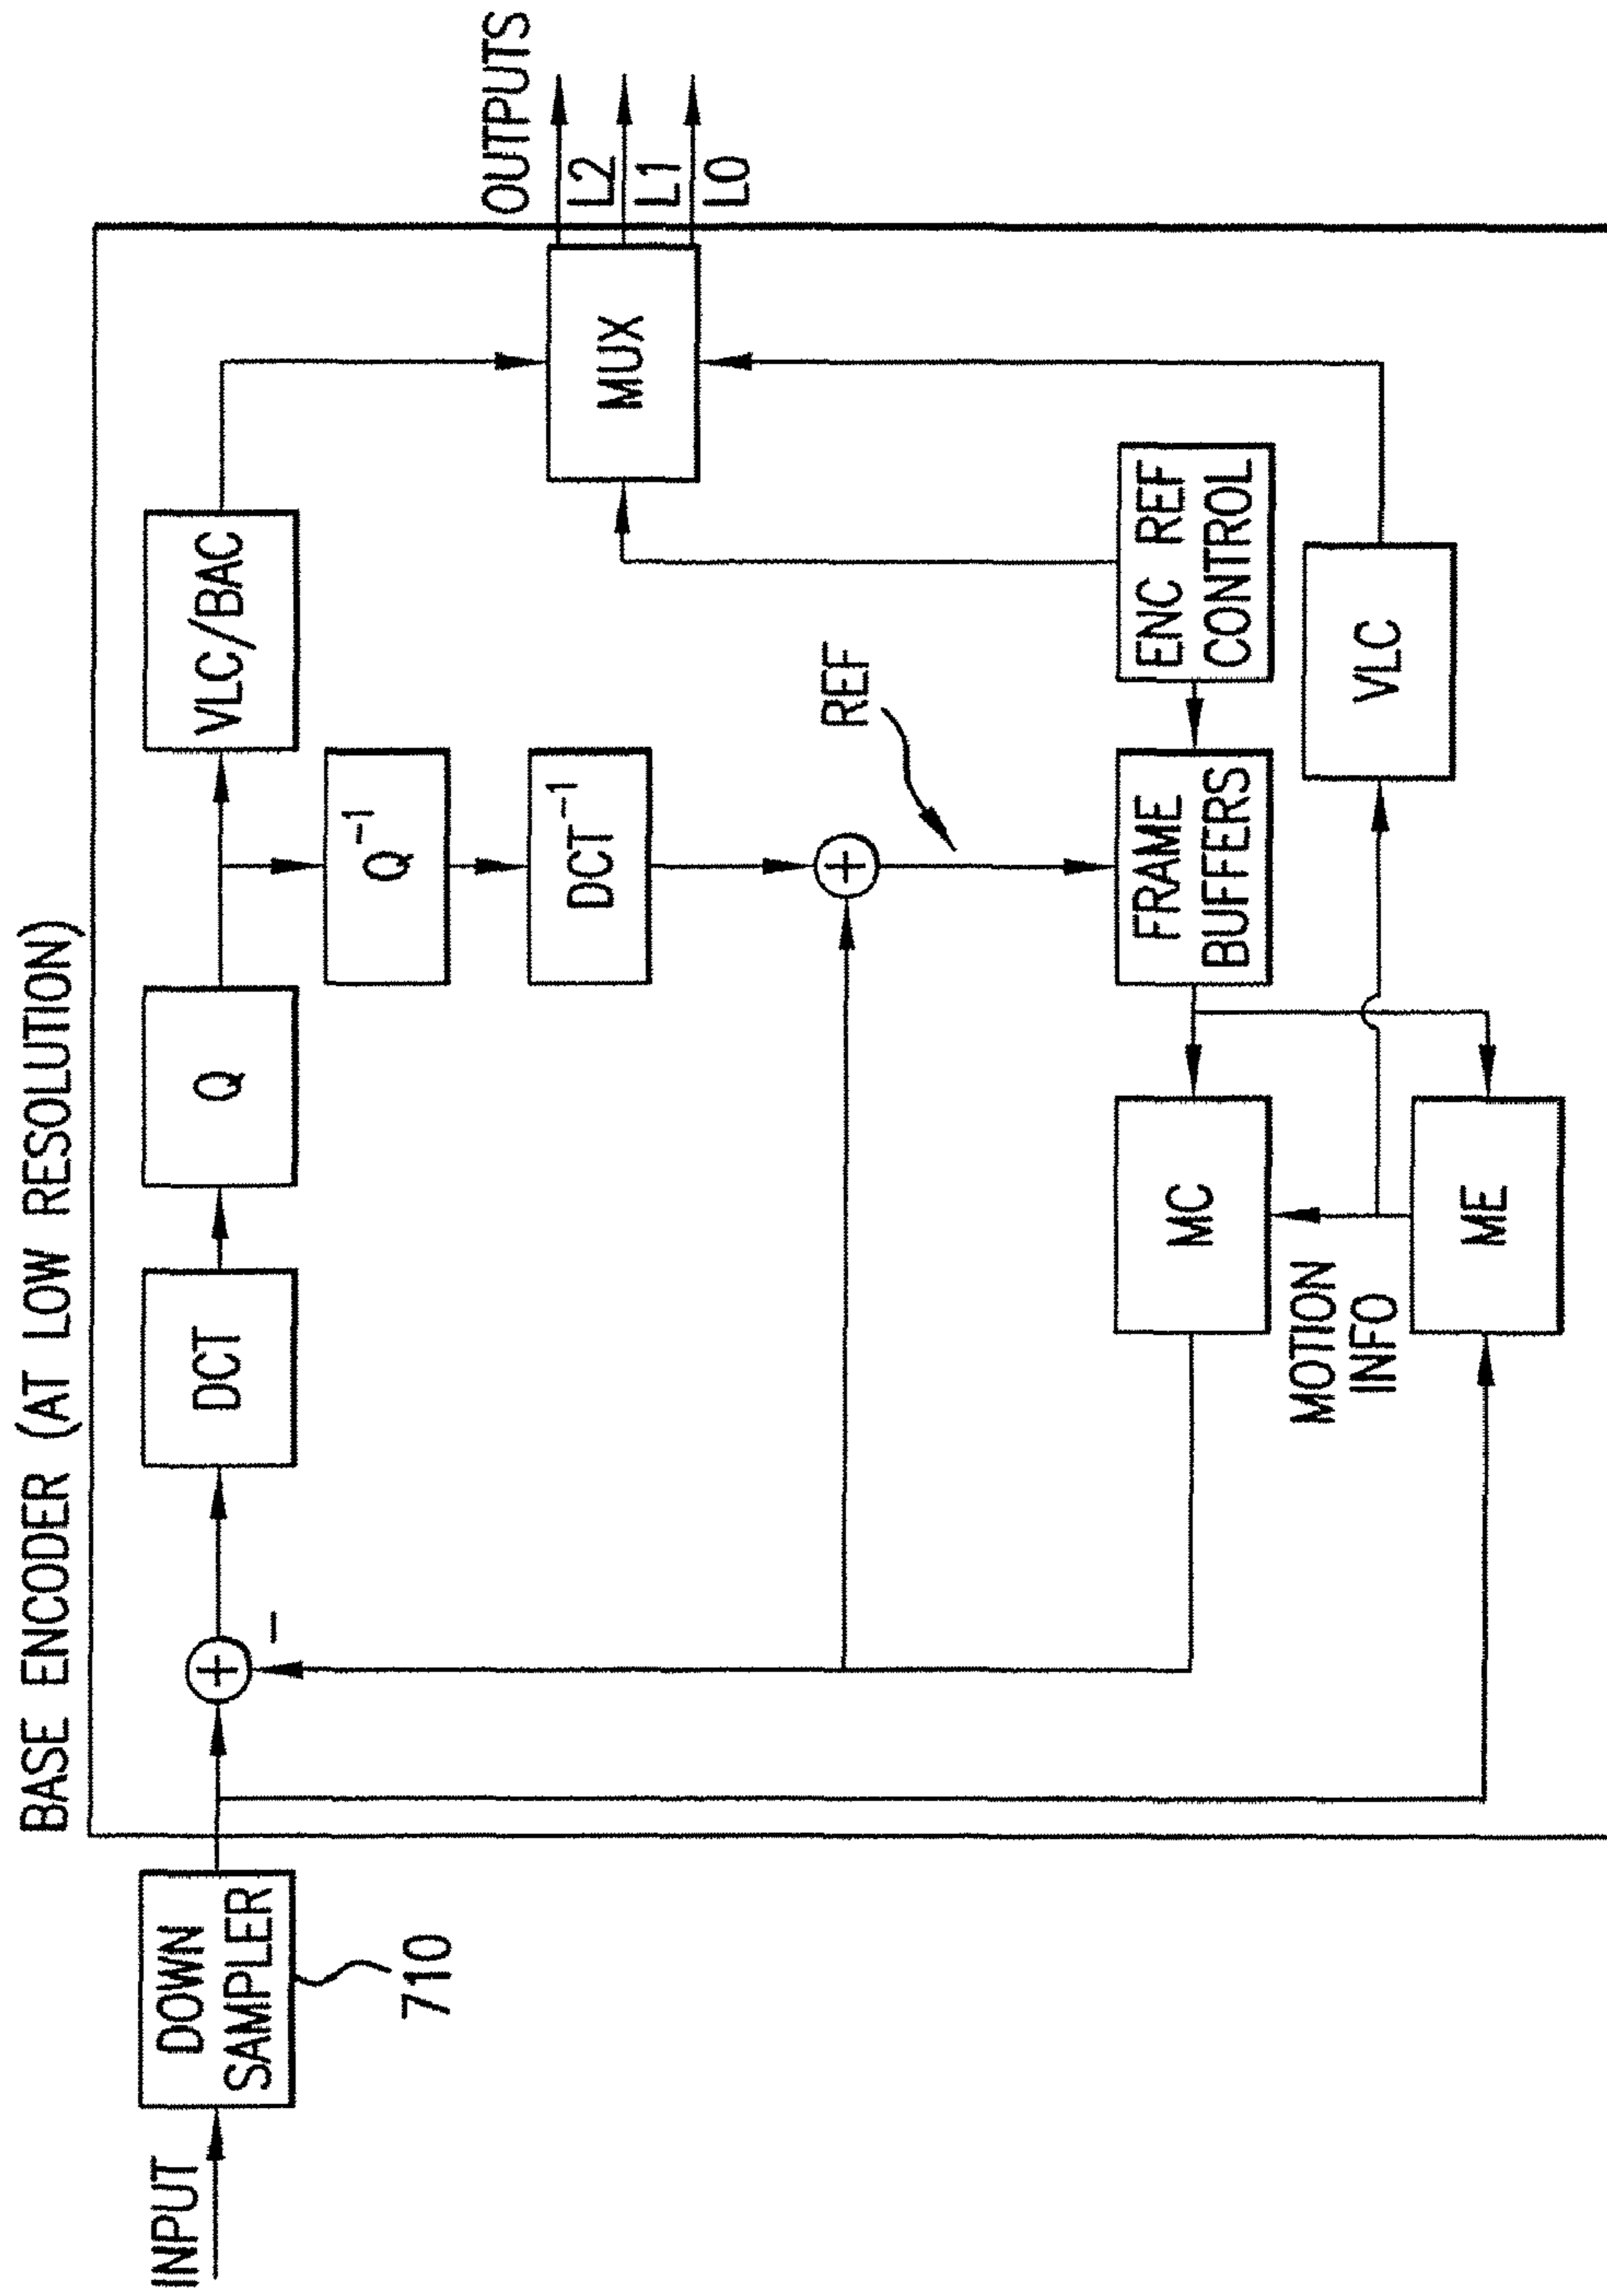 BASE ENCODER (AT LOW RESOLUTION)
INPUT
DOWN
SAMPLER
710
+
−
DCT
Q
VLC/BAC
Q⁻¹
DCT⁻¹
+
REF
MUX
OUTPUTS
L2
L1
L0
ENC REF
CONTROL
FRAME
BUFFERS
MC
MOTION
INFO
ME
VLC